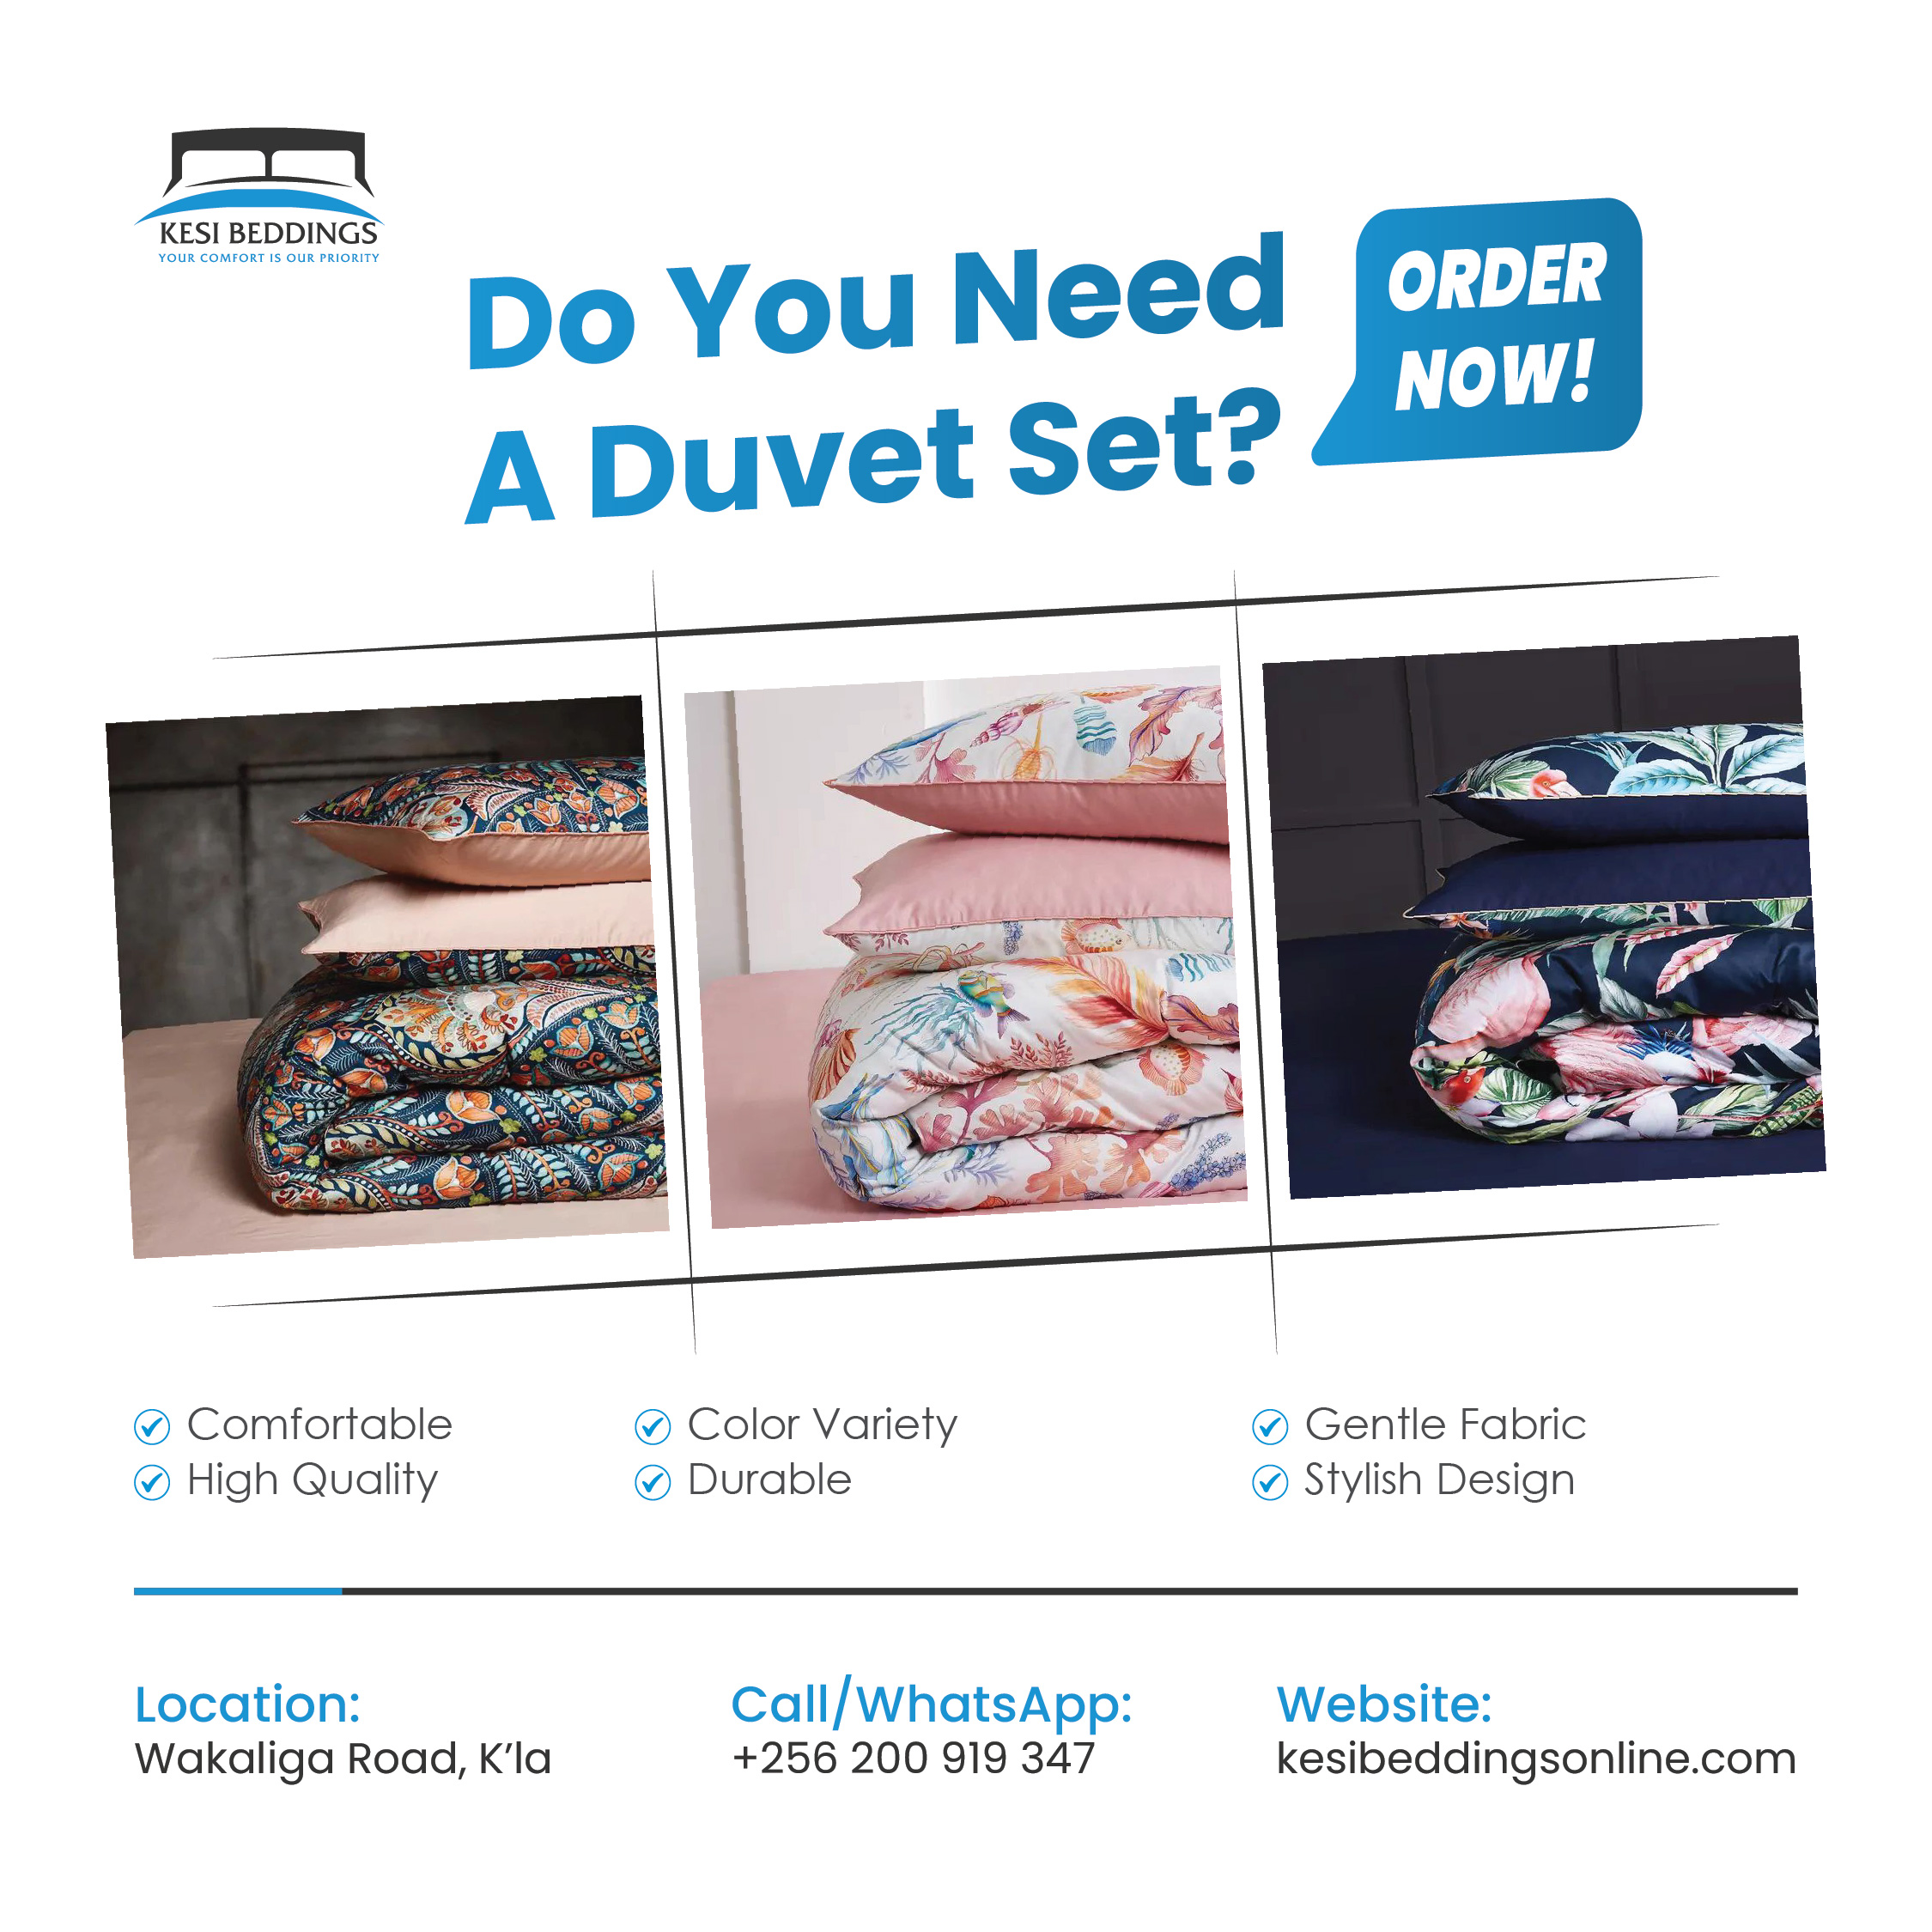 KESI BEDDINGS
YOUR COMFORT IS OUR PRIORITY
Do You Need
A Duvet Set?
ORDER
NOW!
Comfortable
High Quality
Color Variety
Durable
Gentle Fabric
Stylish Design
Location:
Wakaliga Road, K’la
Call/WhatsApp:
+256 200 919 347
Website:
kesibeddingsonline.com